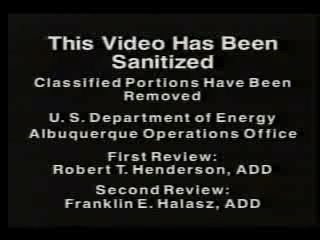 This Video Has Been
Sanitized
Classified Portions Have Been
Removed
U. S. Department of Energy
Albuquerque Operations Office
First Review:
Robert T. Henderson, ADD
Second Review:
Franklin E. Halasz, ADD